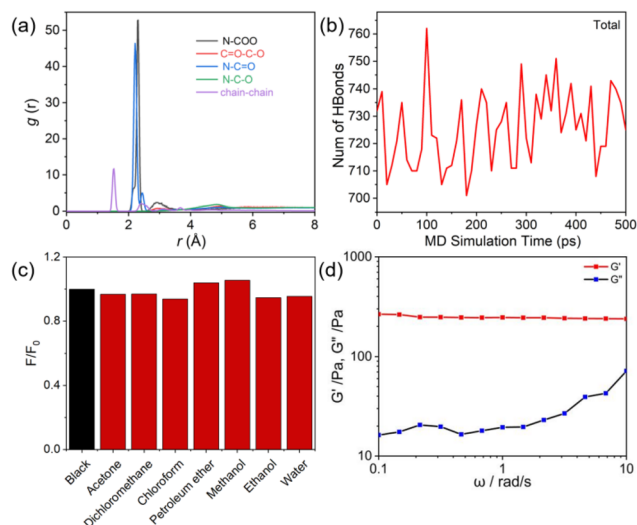 (a)
50
40
30
20
10
0
g (r)
N-COO
C=O-C-O
N-C=O
N-C-O
chain-chain
0 2 4 6 8
r (Å)
(b)
Total
760
750
740
730
720
710
700
Num of HBonds
0 100 200 300 400 500
MD Simulation Time (ps)
(c)
1.2
0.8
0.4
0.0
F/F0
Black
Acetone
Dichloromethane
Chloroform
Petroleum ether
Methanol
Ethanol
Water
(d)
1000
100
10
G' /Pa, G'' /Pa
G'
G''
0.1 1 10
ω / rad/s